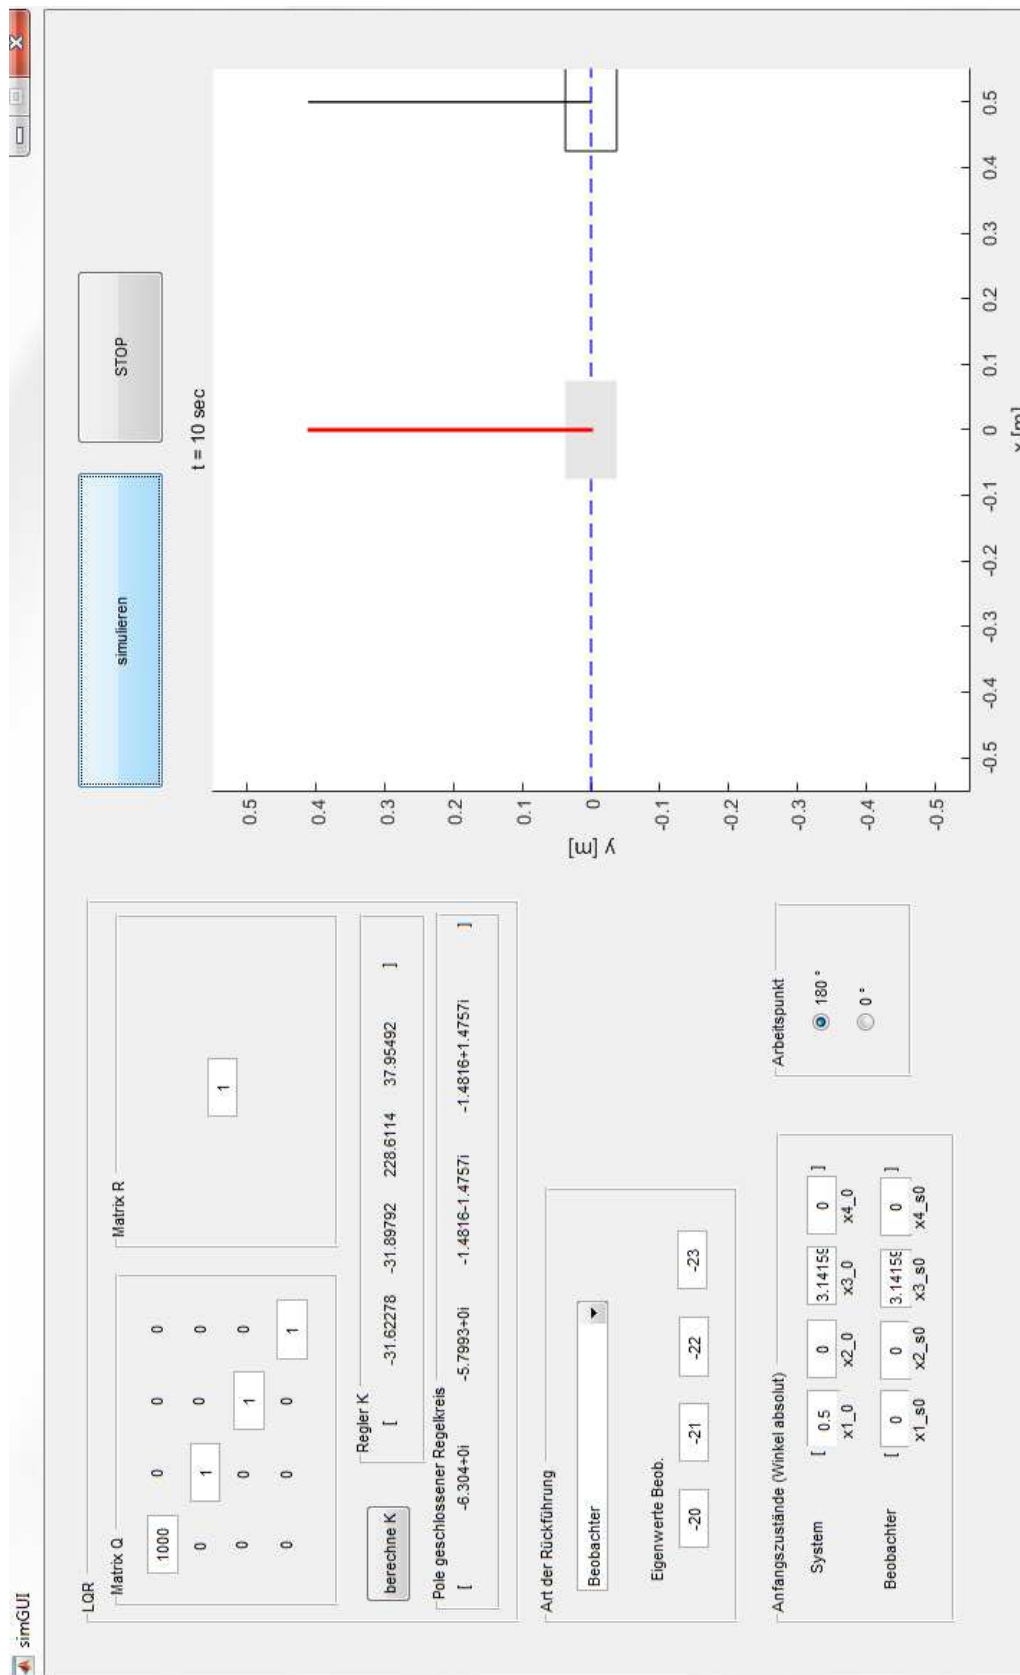 simGUI
LQR
Matrix Q
1000 0 0 0
0 1 0 0
0 0 1 0
0 0 0 1
Matrix R
1
berechne K
Regler K
[ -31.62278 -31.89792 228.6114 37.95492 ]
Pole geschlossener Regelkreis
[ -6.304+0i -5.7993+0i -1.4816-1.4757i -1.4816+1.4757i ]
Art der Rückführung
Beobachter
Eigenwerte Beob.
-20 -21 -22 -23
Anfangszustände (Winkel absolut)
System [ 0.5 0 3.14159 0 ]
x1_0 x2_0 x3_0 x4_0
Beobachter [ 0 0 3.14159 0 ]
x1_s0 x2_s0 x3_s0 x4_s0
Arbeitspunkt
180 °
0 °
simulieren
STOP
t = 10 sec
y [m]
0.5
0.4
0.3
0.2
0.1
0
-0.1
-0.2
-0.3
-0.4
-0.5
-0.5 -0.4 -0.3 -0.2 -0.1 0 0.1 0.2 0.3 0.4 0.5
x [m]